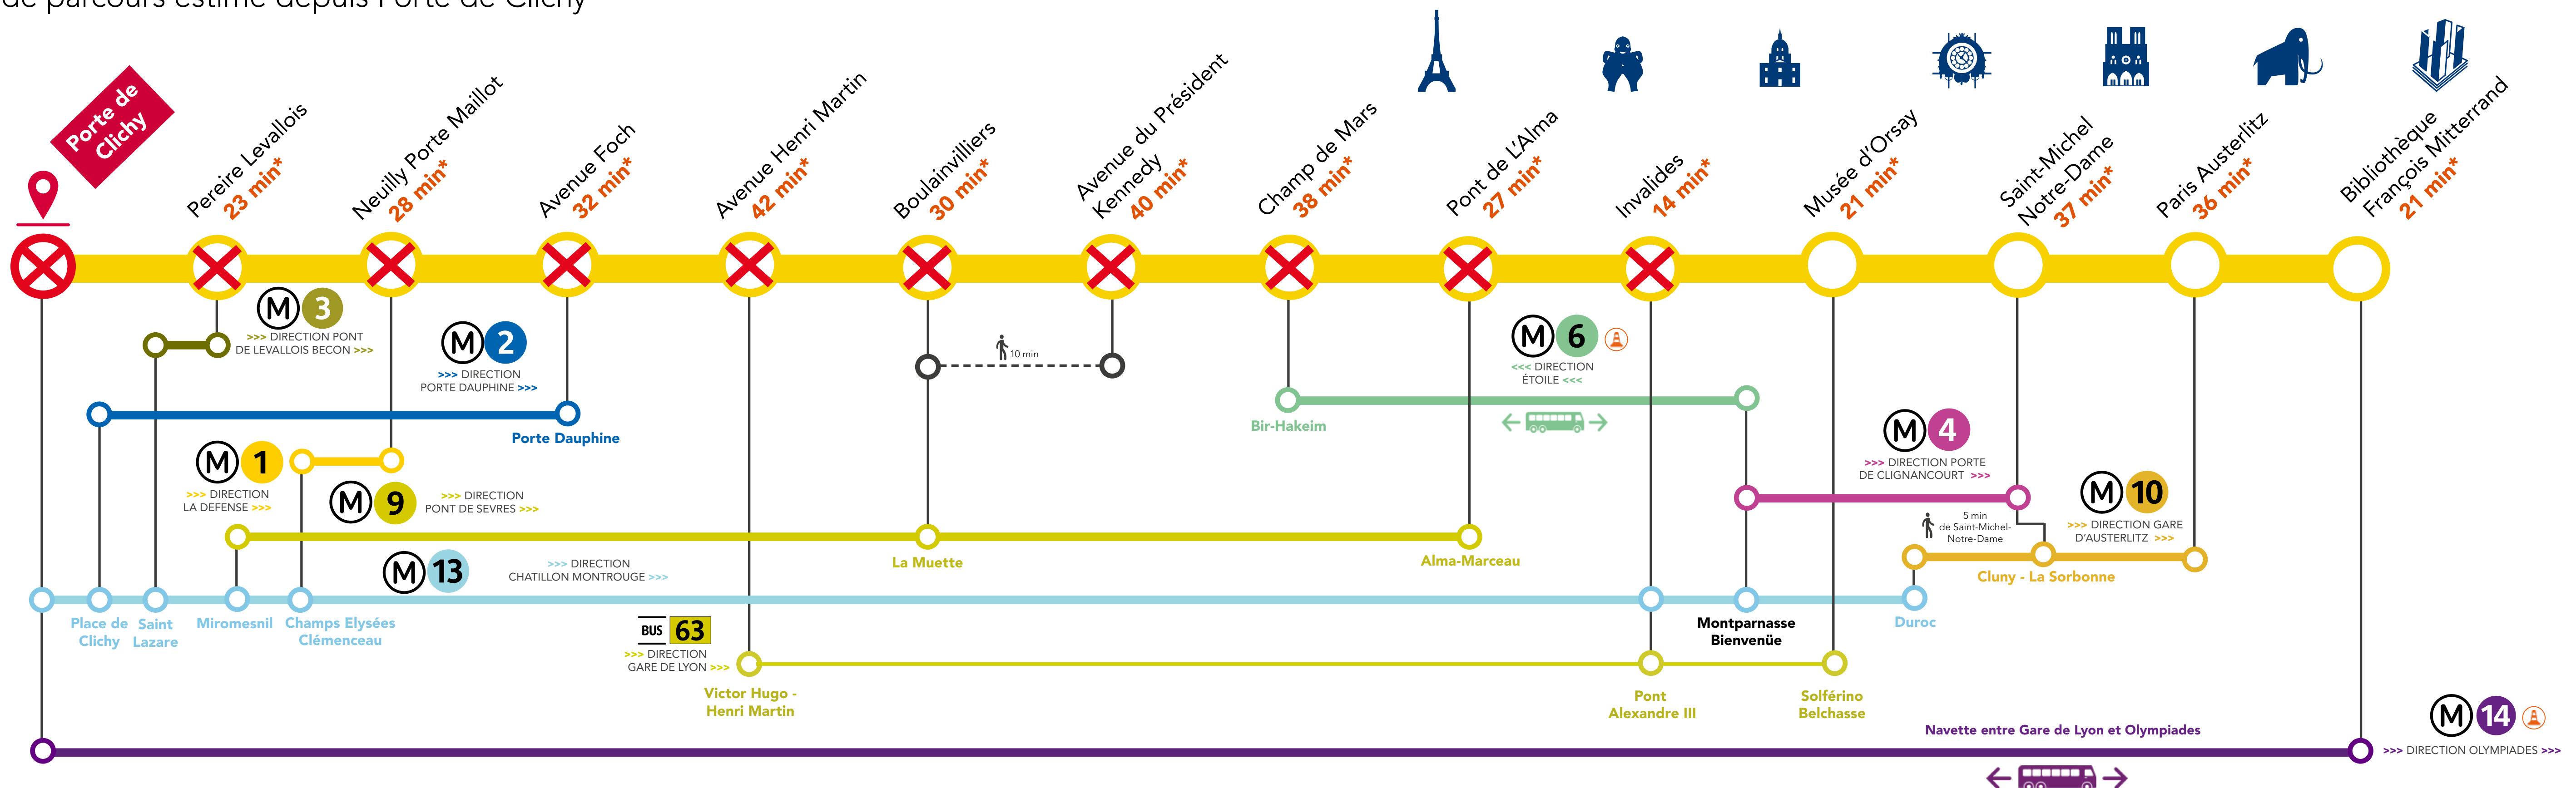 de parcours estimé depuis Porte de Clichy
Porte de
Clichy
Pereire Levallois
23 min*
Neuilly Porte Maillot
28 min*
Avenue Foch
32 min*
Avenue Henri Martin
42 min*
Boulainvilliers
30 min*
Avenue du Président
Kennedy
40 min*
Champ de Mars
38 min*
Pont de L'Alma
27 min*
Invalides
14 min*
Musée d'Orsay
21 min*
Saint-Michel
Notre-Dame
37 min*
Paris Austerlitz
36 min*
Bibliothèque
François Mitterrand
21 min*
M 3
>>> DIRECTION PONT
DE LEVALLOIS BECON >>>
M 2
>>> DIRECTION
PORTE DAUPHINE >>>
Porte Dauphine
10 min
M 6
<<< DIRECTION
ÉTOILE <<<
Bir-Hakeim
M 4
>>> DIRECTION PORTE
DE CLIGNANCOURT >>>
M 1
>>> DIRECTION
LA DEFENSE >>>
M 9
>>> DIRECTION
PONT DE SEVRES >>>
La Muette
Alma-Marceau
M 10
>>> DIRECTION GARE
D'AUSTERLITZ >>>
5 min
de Saint-Michel-
Notre-Dame
Cluny - La Sorbonne
M 13
>>> DIRECTION
CHATILLON MONTROUGE >>>
Place de
Clichy
Saint
Lazare
Miromesnil
Champs Elysées
Clémenceau
Montparnasse
Bienvenüe
Duroc
BUS 63
>>> DIRECTION
GARE DE LYON >>>
Victor Hugo -
Henri Martin
Pont
Alexandre III
Solférino
Belchasse
Navette entre Gare de Lyon et Olympiades
M 14
>>> DIRECTION OLYMPIADES >>>